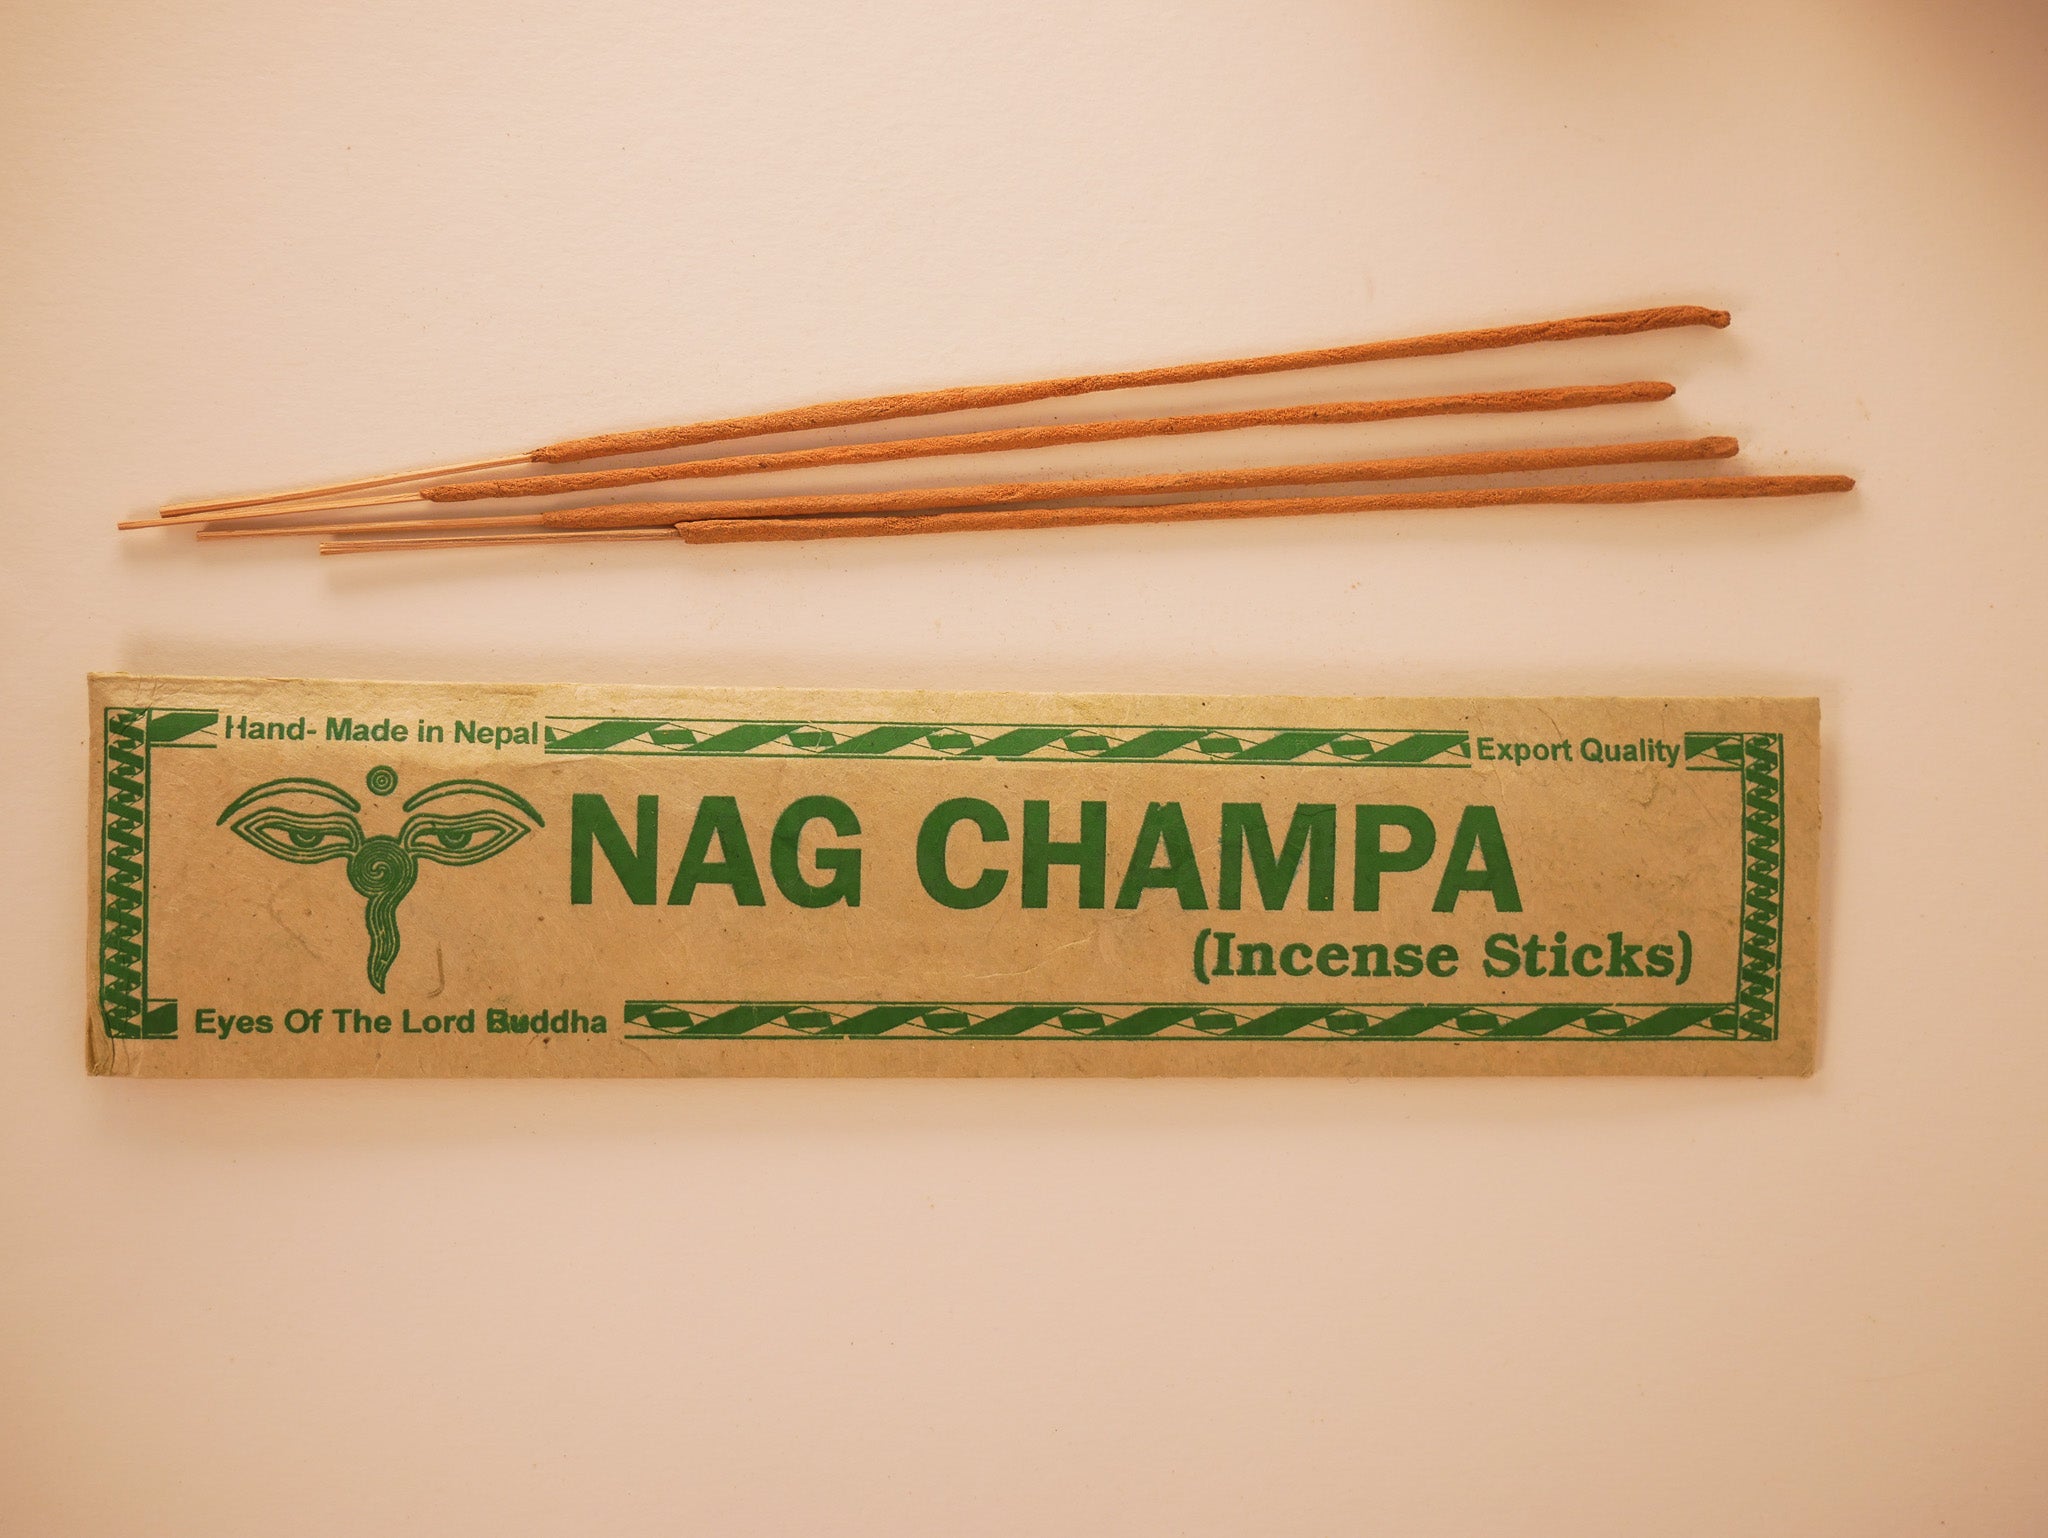 Hand- Made in Nepal
Export Quality
NAG CHAMPA
(Incense Sticks)
Eyes Of The Lord Buddha